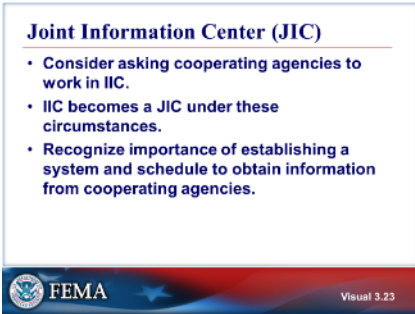 Joint Information Center (JIC)
• Consider asking cooperating agencies to
work in IIC.
• IIC becomes a JIC under these
circumstances.
• Recognize importance of establishing a
system and schedule to obtain information
from cooperating agencies.
FEMA
Visual 3.23